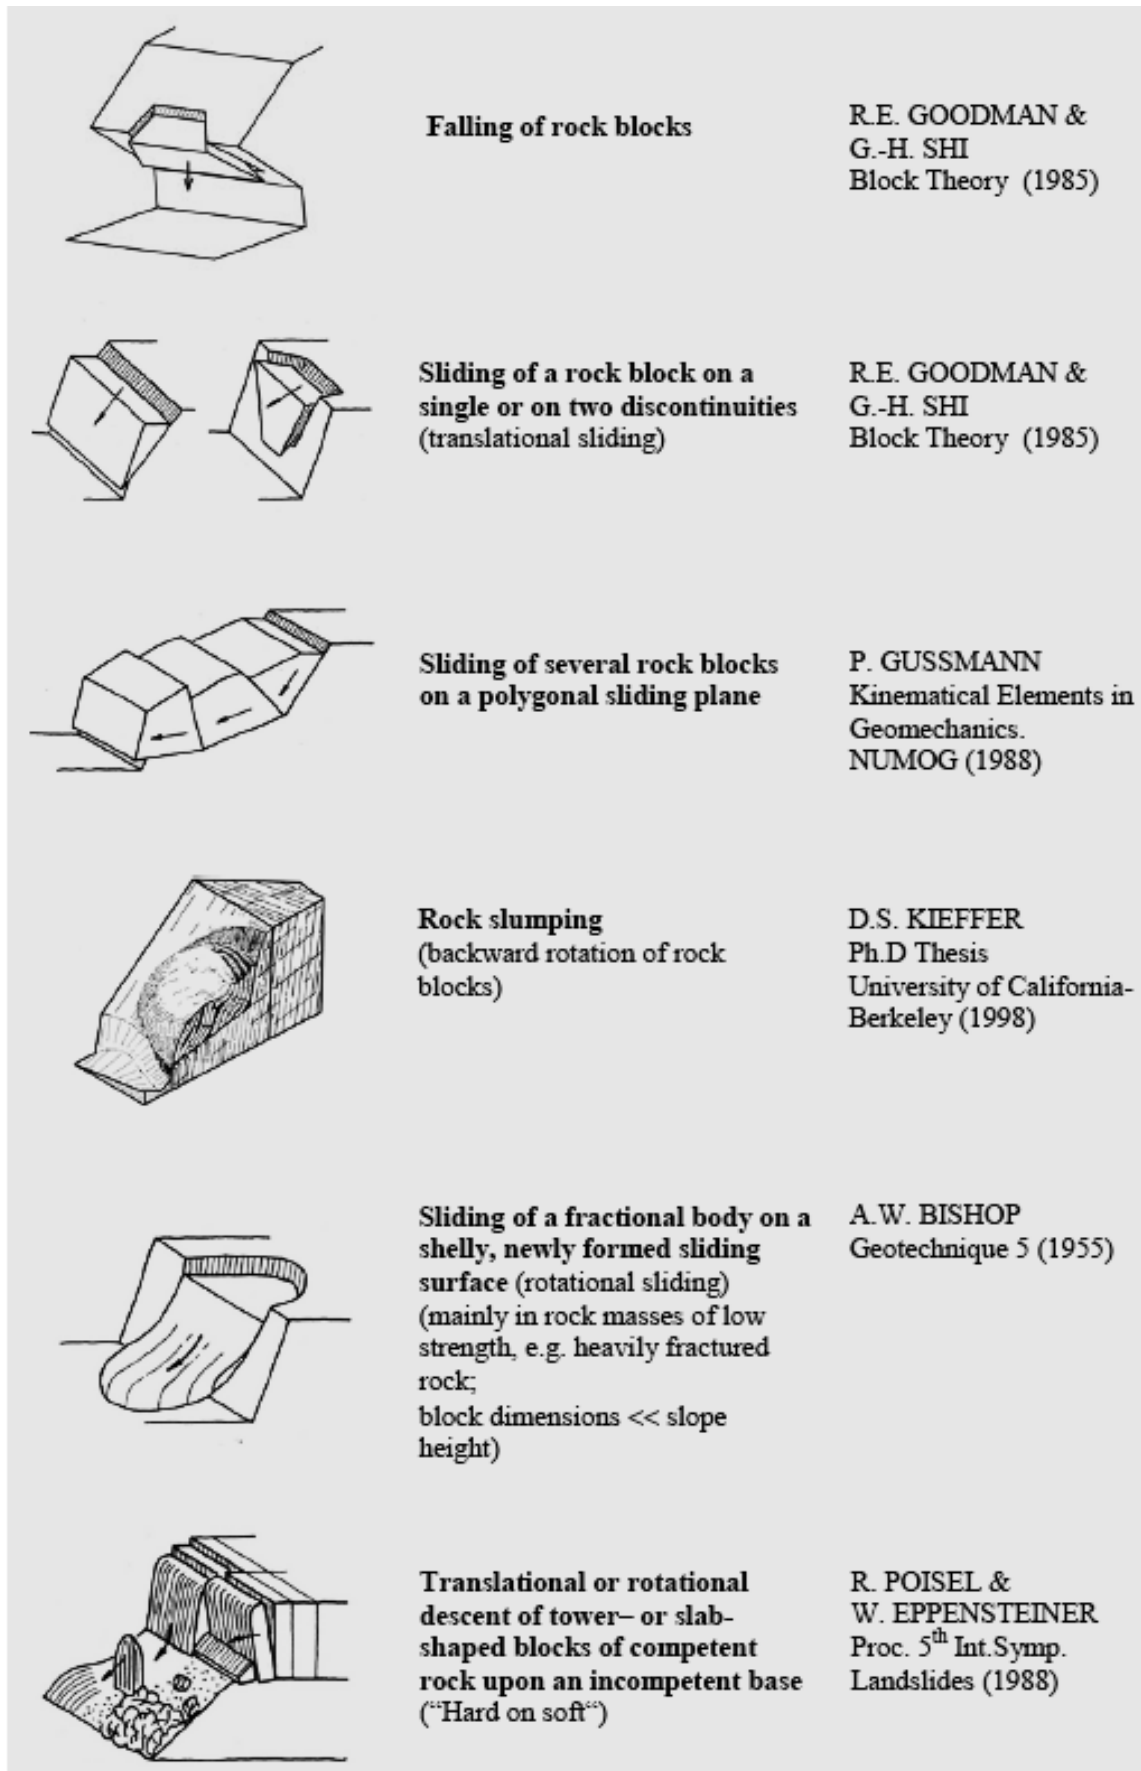 Falling of rock blocks
R.E. GOODMAN &
G.-H. SHI
Block Theory (1985)
Sliding of a rock block on a
single or on two discontinuities
(translational sliding)
R.E. GOODMAN &
G.-H. SHI
Block Theory (1985)
Sliding of several rock blocks
on a polygonal sliding plane
P. GUSSMANN
Kinematical Elements in
Geomechanics.
NUMOG (1988)
Rock slumping
(backward rotation of rock
blocks)
D.S. KIEFFER
Ph.D Thesis
University of California-
Berkeley (1998)
Sliding of a fractional body on a
shelly, newly formed sliding
surface (rotational sliding)
(mainly in rock masses of low
strength, e.g. heavily fractured
rock;
block dimensions << slope
height)
A.W. BISHOP
Geotechnique 5 (1955)
Translational or rotational
descent of tower– or slab-
shaped blocks of competent
rock upon an incompetent base
(“Hard on soft“)
R. POISEL &
W. EPPENSTEINER
Proc. 5th Int.Symp.
Landslides (1988)